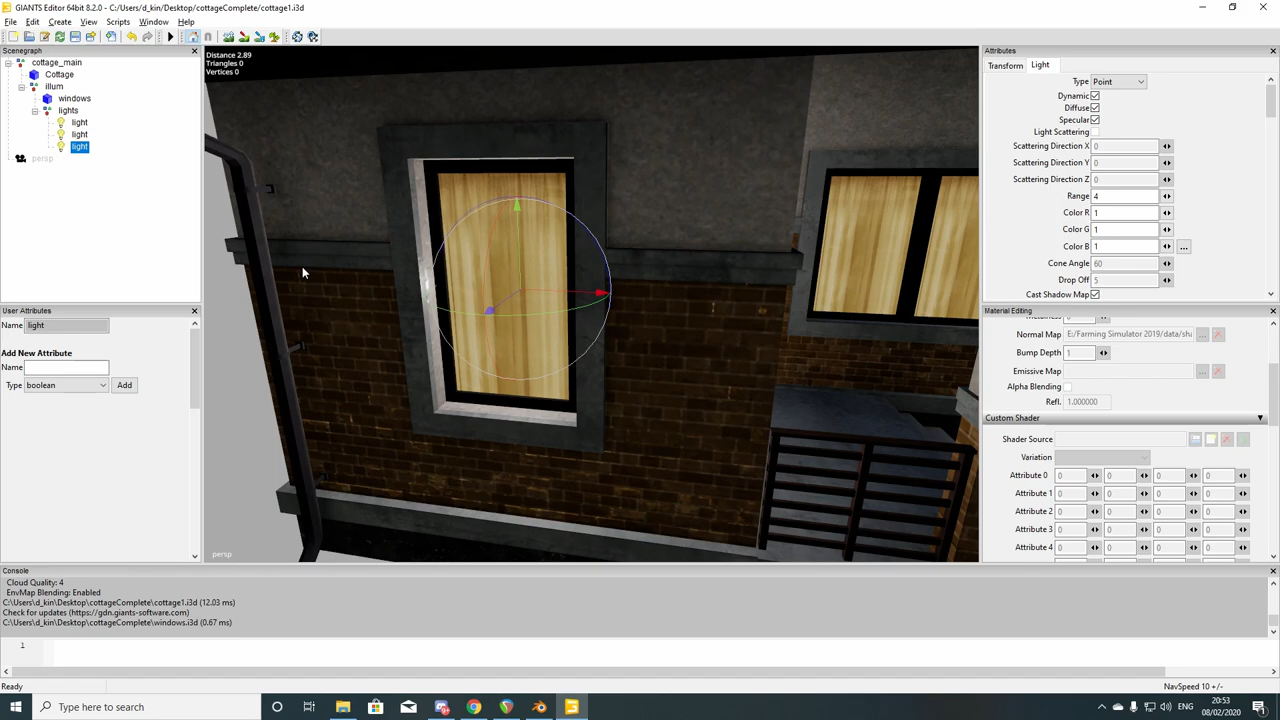 GIANTS Editor 64bit 8.2.0 - C:/Users/d_kin/Desktop/cottageComplete/cottage1.i3d
File Edit Create View Scripts Window Help
Scenegraph
cottage_main
Cottage
illum
windows
lights
light
light
light
persp
User Attributes
Name light
Add New Attribute
Name
Type boolean Add
Distance 2.89
Triangles 0
Vertices 0
persp
Attributes
Transform Light
Type Point
Dynamic
Diffuse
Specular
Light Scattering
Scattering Direction X 0
Scattering Direction Y 0
Scattering Direction Z 0
Range 4
Color R 1
Color G 1
Color B 1 ...
Cone Angle 60
Drop Off 5
Cast Shadow Map
Material Editing
Normal Map E:/Farming Simulator 2019/data/sha ...
Bump Depth 1
Emissive Map ...
Alpha Blending
Refl. 1.000000
Custom Shader
Shader Source
Variation
Attribute 0 0 0 0 0
Attribute 1 0 0 0 0
Attribute 2 0 0 0 0
Attribute 3 0 0 0 0
Attribute 4 0 0 0 0
Console
Cloud Quality: 4
EnvMap Blending: Enabled
C:\Users\d_kin\Desktop\cottageComplete\cottage1.i3d (12.03 ms)
Check for updates (https://gdn.giants-software.com)
C:\Users\d_kin\Desktop\cottageComplete\windows.i3d (0.67 ms)
1
Ready
NavSpeed 10 +/-
Type here to search
ENG
20:53
08/02/2020